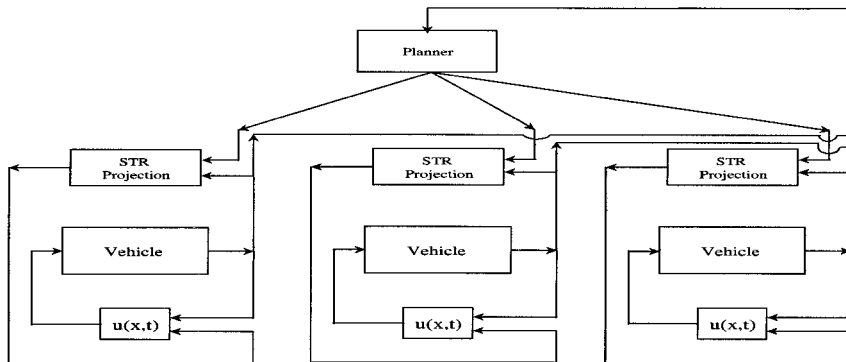 Planner
STR
Projection
STR
Projection
STR
Projection
Vehicle
Vehicle
Vehicle
u(x,t)
u(x,t)
u(x,t)